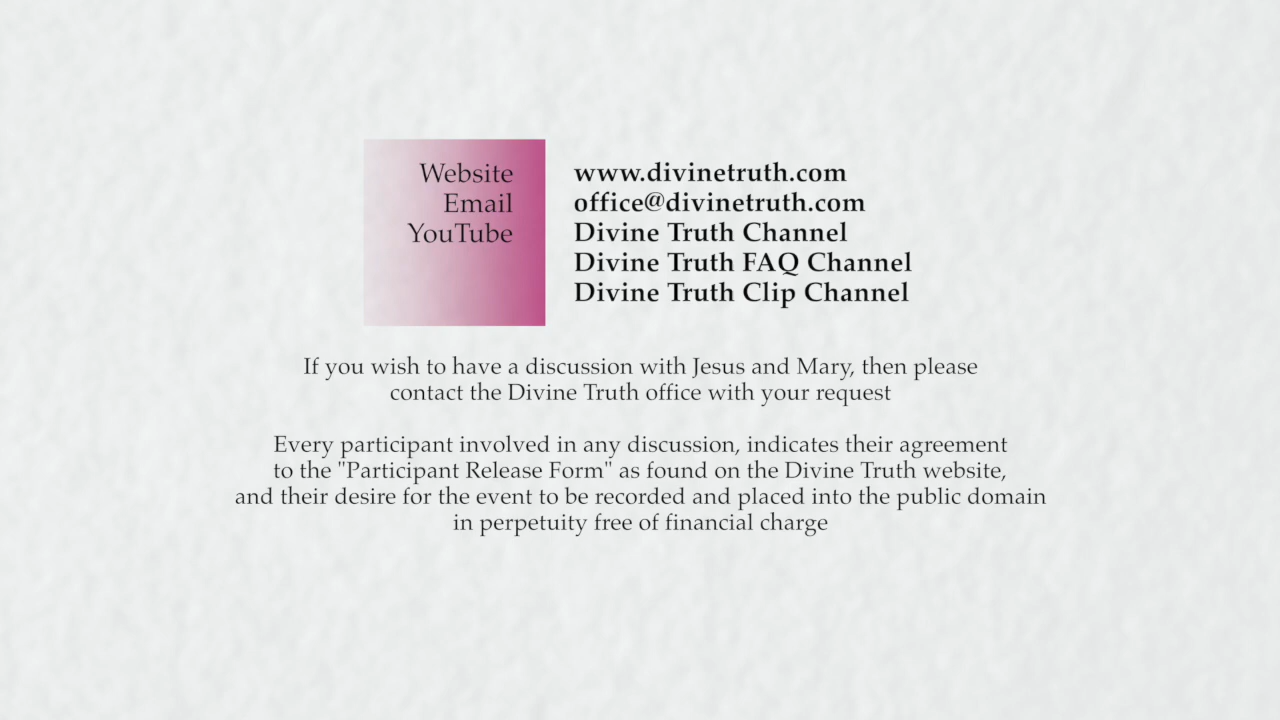 Website www.divinetruth.com
Email office@divinetruth.com
YouTube Divine Truth Channel
Divine Truth FAQ Channel
Divine Truth Clip Channel
If you wish to have a discussion with Jesus and Mary, then please
contact the Divine Truth office with your request
Every participant involved in any discussion, indicates their agreement
to the "Participant Release Form" as found on the Divine Truth website,
and their desire for the event to be recorded and placed into the public domain
in perpetuity free of financial charge